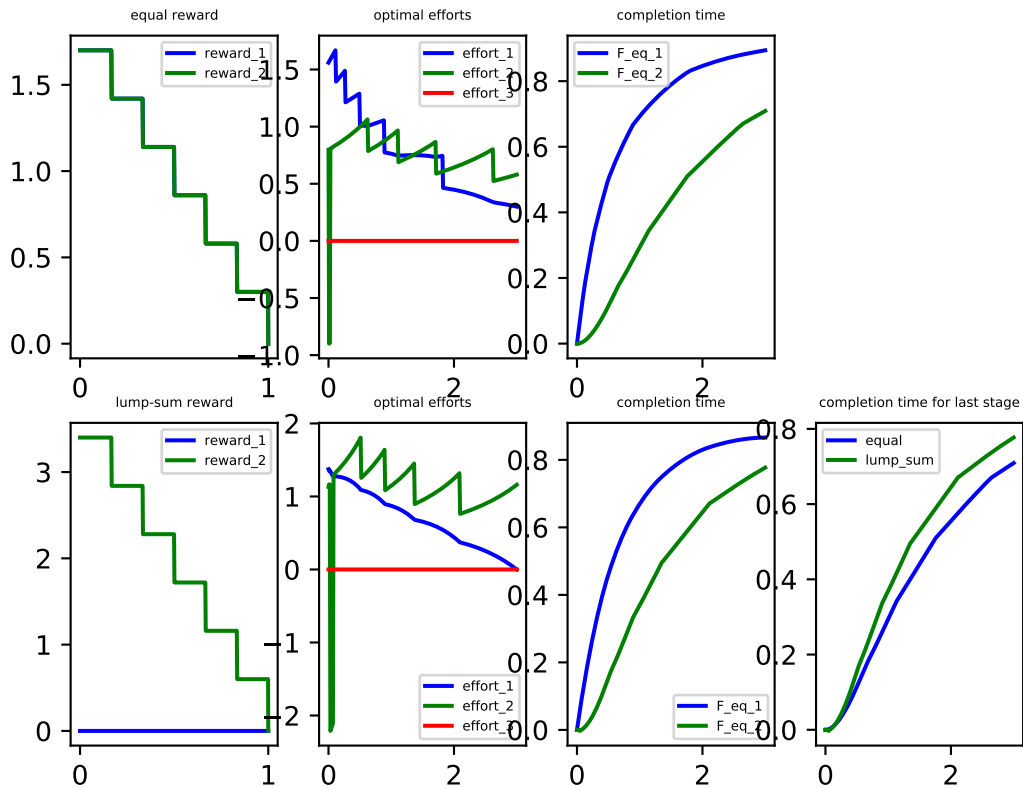 equal reward
reward_1
reward_2
1.5
1.0
0.5
0.0
0
1
optimal efforts
effort_1
effort_2
effort_3
1.5
1.0
0.5
0.0
−0.5
−1.0
0
2
completion time
F_eq_1
F_eq_2
0.8
0.6
0.4
0.2
0.0
0
2
lump-sum reward
reward_1
reward_2
3
2
1
0
0
1
optimal efforts
2
1
0
−1
−2
effort_1
effort_2
effort_3
0
2
completion time
0.8
0.6
0.4
0.2
0.0
F_eq_1
F_eq_2
0
2
completion time for last stage
equal
lump_sum
0.8
0.6
0.4
0.2
0.0
0
2